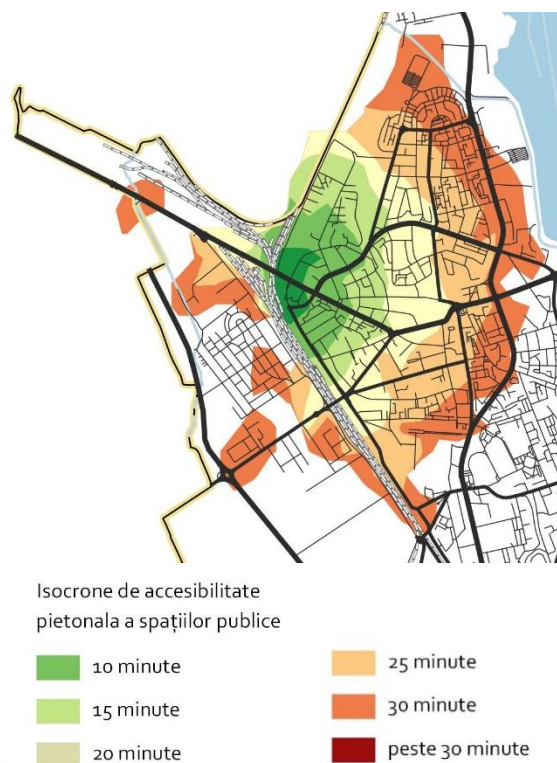 Isocrone de accesibilitate
pietonala a spațiilor publice
10 minute
15 minute
20 minute
25 minute
30 minute
peste 30 minute